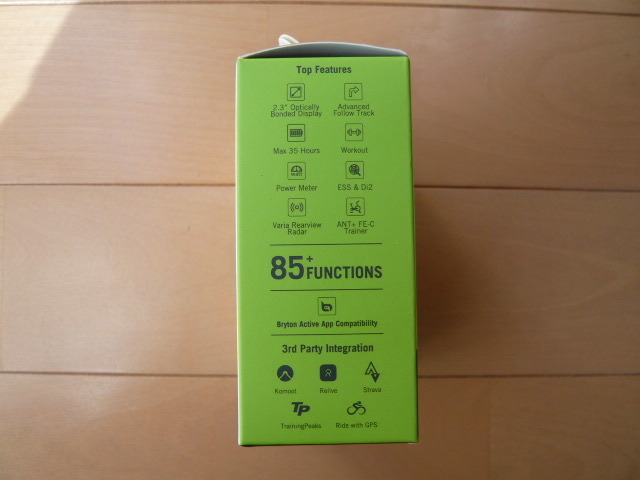 Top Features
2.3" Optically
Bonded Display
Advanced
Follow Track
Max 35 Hours
Workout
WATT
Power Meter
ESS & Di2
Varia Rearview
Radar
ANT+ FE-C
Trainer
85+ FUNCTIONS
Bryton Active App Compatibility
3rd Party Integration
Komoot
Relive
Strava
TP
TrainingPeaks
Ride with GPS